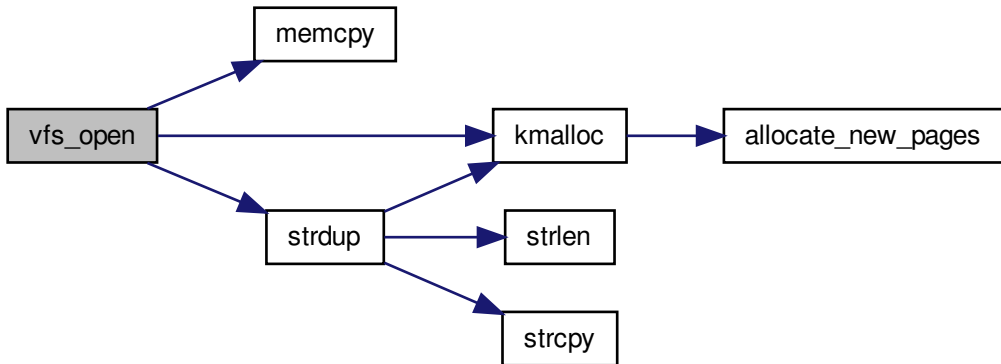 memcpy
vfs_open
kmalloc
allocate_new_pages
strdup
strlen
strcpy